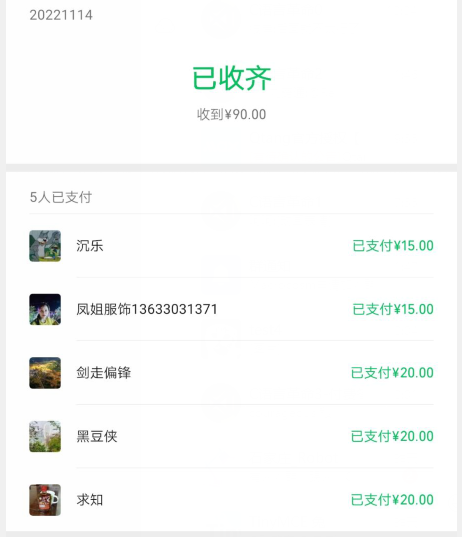 20221114
已收齐
收到¥90.00
5人已支付
沉乐 已支付¥15.00
凤姐服饰13633031371 已支付¥15.00
剑走偏锋 已支付¥20.00
黑豆侠 已支付¥20.00
求知 已支付¥20.00